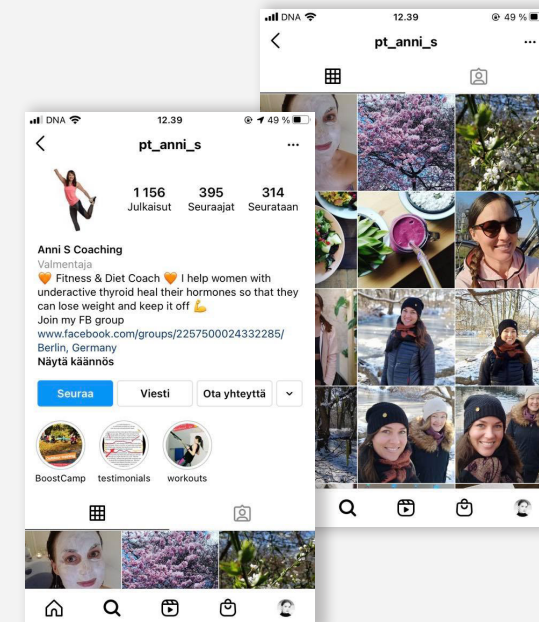 DNA 12.39 49 %
pt_anni_s
DNA 12.39 49 %
pt_anni_s
1 156 395 314
Julkaisut Seuraajat Seurataan
Anni S Coaching
Valmentaja
🧡 Fitness & Diet Coach 🧡 I help women with
underactive thyroid heal their hormones so that they
can lose weight and keep it off 💪
Join my FB group
www.facebook.com/groups/2257500024332285/
Berlin, Germany
Näytä käännös
Seuraa Viesti Ota yhteyttä
BoostCamp testimonials workouts